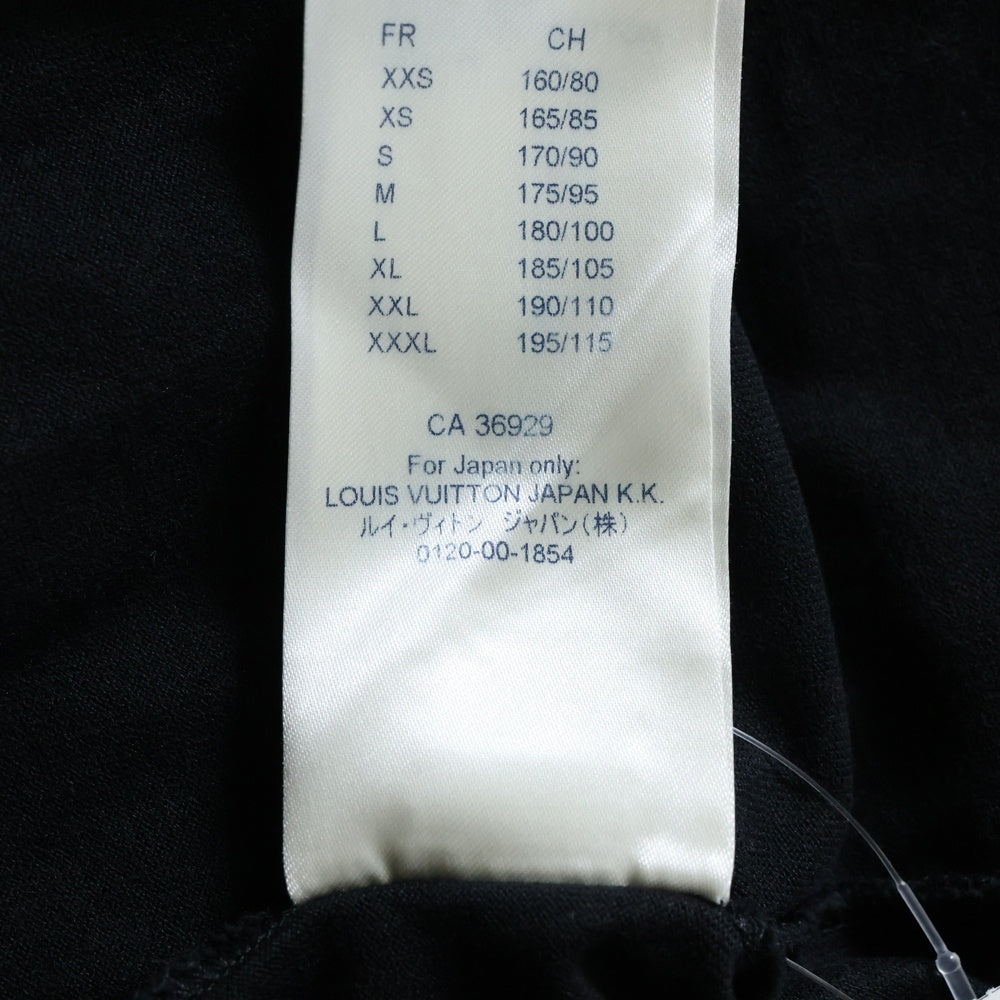 FR CH
XXS 160/80
XS 165/85
S 170/90
M 175/95
L 180/100
XL 185/105
XXL 190/110
XXXL 195/115
CA 36929
For Japan only:
LOUIS VUITTON JAPAN K.K.
ルイ・ヴィトン ジャパン(株)
0120-00-1854